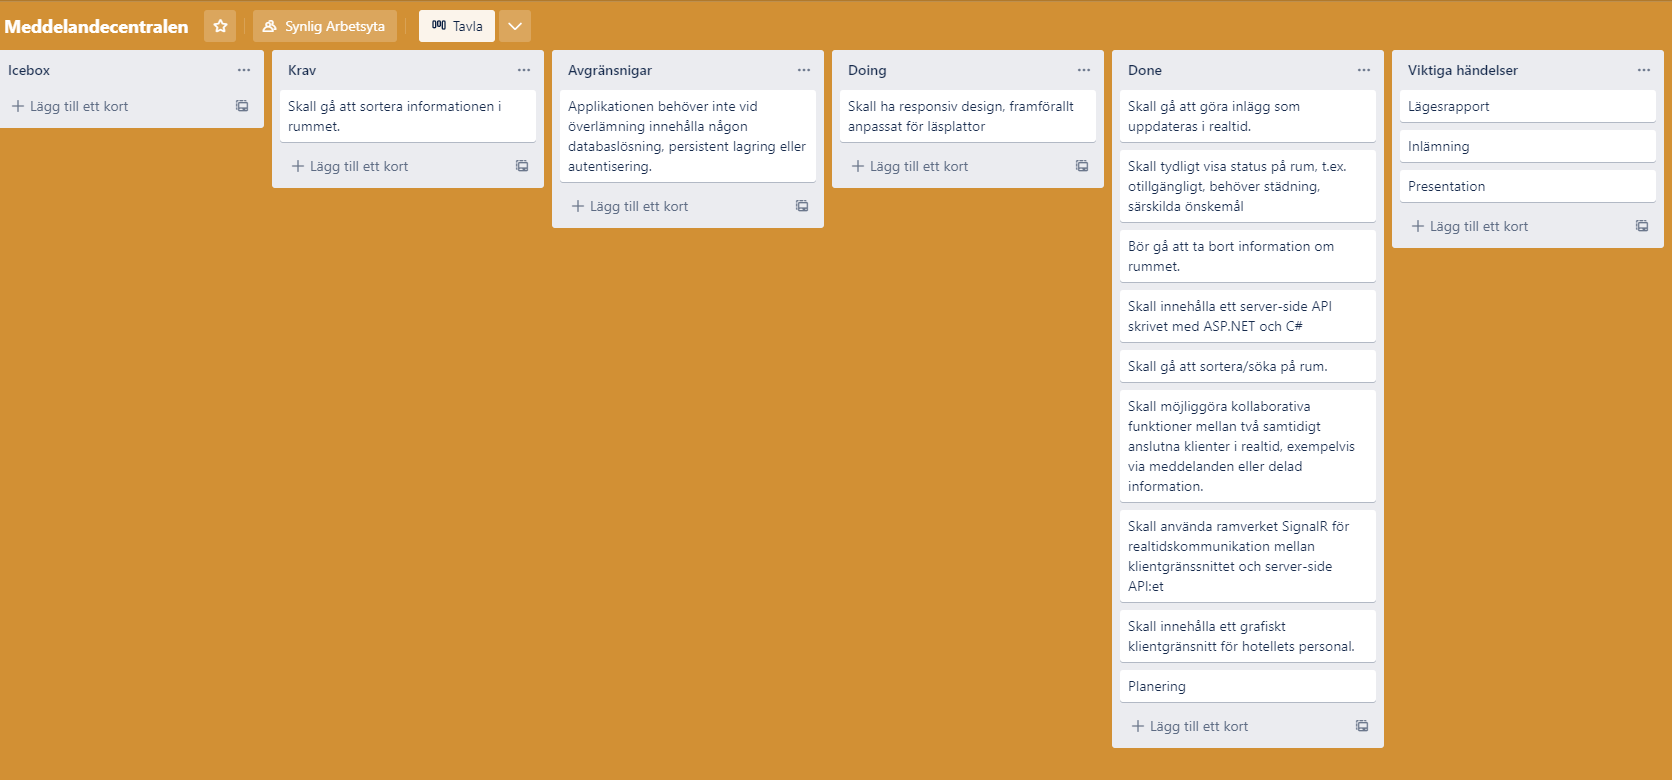 Meddelandecentralen
Synlig Arbetsyta
Tavla
Icebox
Lägg till ett kort
Krav
Skall gå att sortera informationen i
rummet.
Lägg till ett kort
Avgränsnigar
Applikationen behöver inte vid
överlämning innehålla någon
databaslösning, persistent lagring eller
autentisering.
Lägg till ett kort
Doing
Skall ha responsiv design, framförallt
anpassat för läsplattor
Lägg till ett kort
Done
Skall gå att göra inlägg som
uppdateras i realtid.
Skall tydligt visa status på rum, t.ex.
otillgängligt, behöver städning,
särskilda önskemål
Bör gå att ta bort information om
rummet.
Skall innehålla ett server-side API
skrivet med ASP.NET och C#
Skall gå att sortera/söka på rum.
Skall möjliggöra kollaborativa
funktioner mellan två samtidigt
anslutna klienter i realtid, exempelvis
via meddelanden eller delad
information.
Skall använda ramverket SignalR för
realtidskommunikation mellan
klientgränssnittet och server-side
API:et
Skall innehålla ett grafiskt
klientgränsnitt för hotellets personal.
Planering
Lägg till ett kort
Viktiga händelser
Lägesrapport
Inlämning
Presentation
Lägg till ett kort